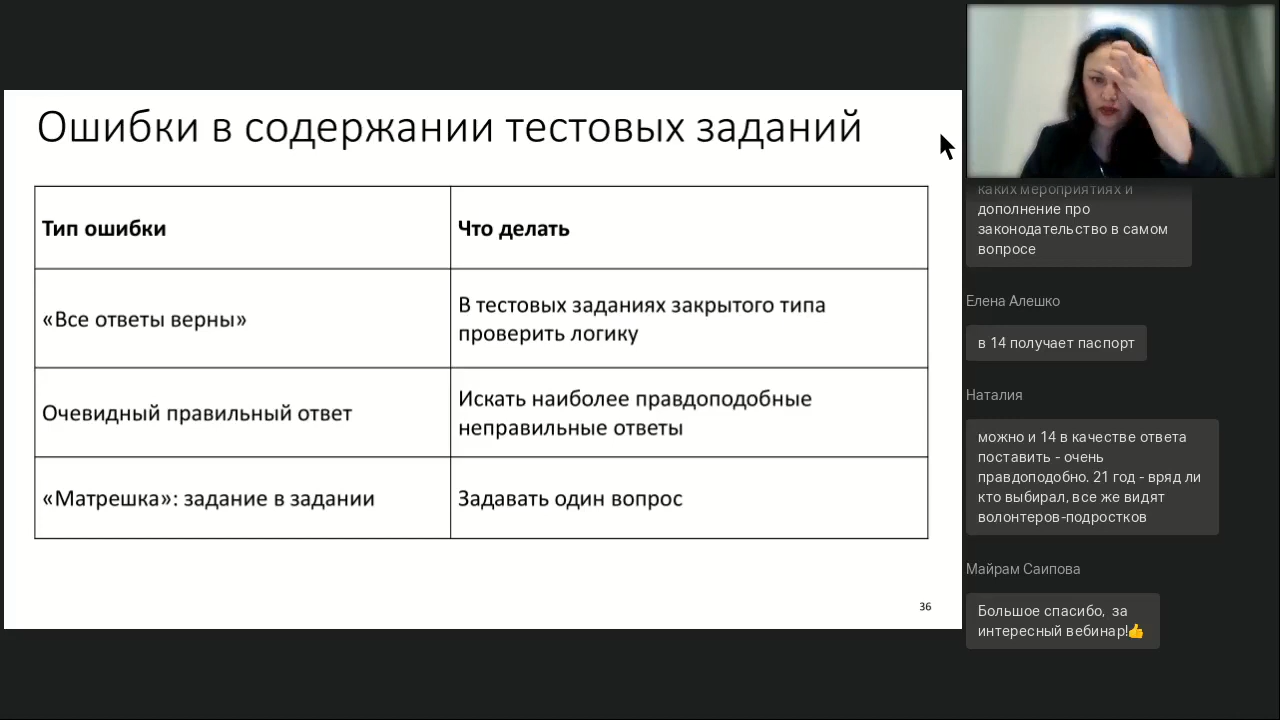 Ошибки в содержании тестовых заданий
Тип ошибки
Что делать
«Все ответы верны»
В тестовых заданиях закрытого типа
проверить логику
Очевидный правильный ответ
Искать наиболее правдоподобные
неправильные ответы
«Матрешка»: задание в задании
Задавать один вопрос
36
каких мероприятиях и
дополнение про
законодательство в самом
вопросе
Елена Алешко
в 14 получает паспорт
Наталия
можно и 14 в качестве ответа
поставить - очень
правдоподобно. 21 год - вряд ли
кто выбирал, все же видят
волонтеров-подростков
Майрам Саипова
Большое спасибо, за
интересный вебинар!👍